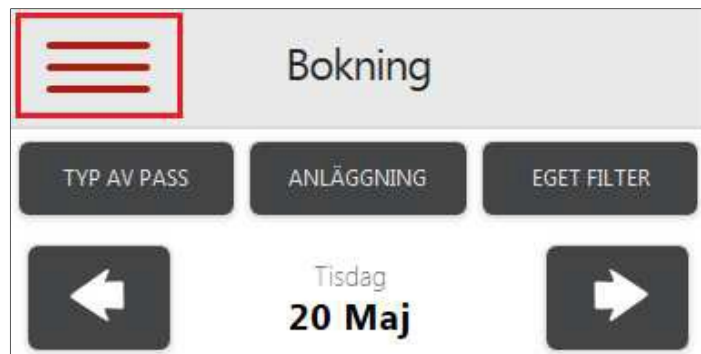 Bokning
TYP AV PASS ANLÄGGNING EGET FILTER
Tisdag
20 Maj